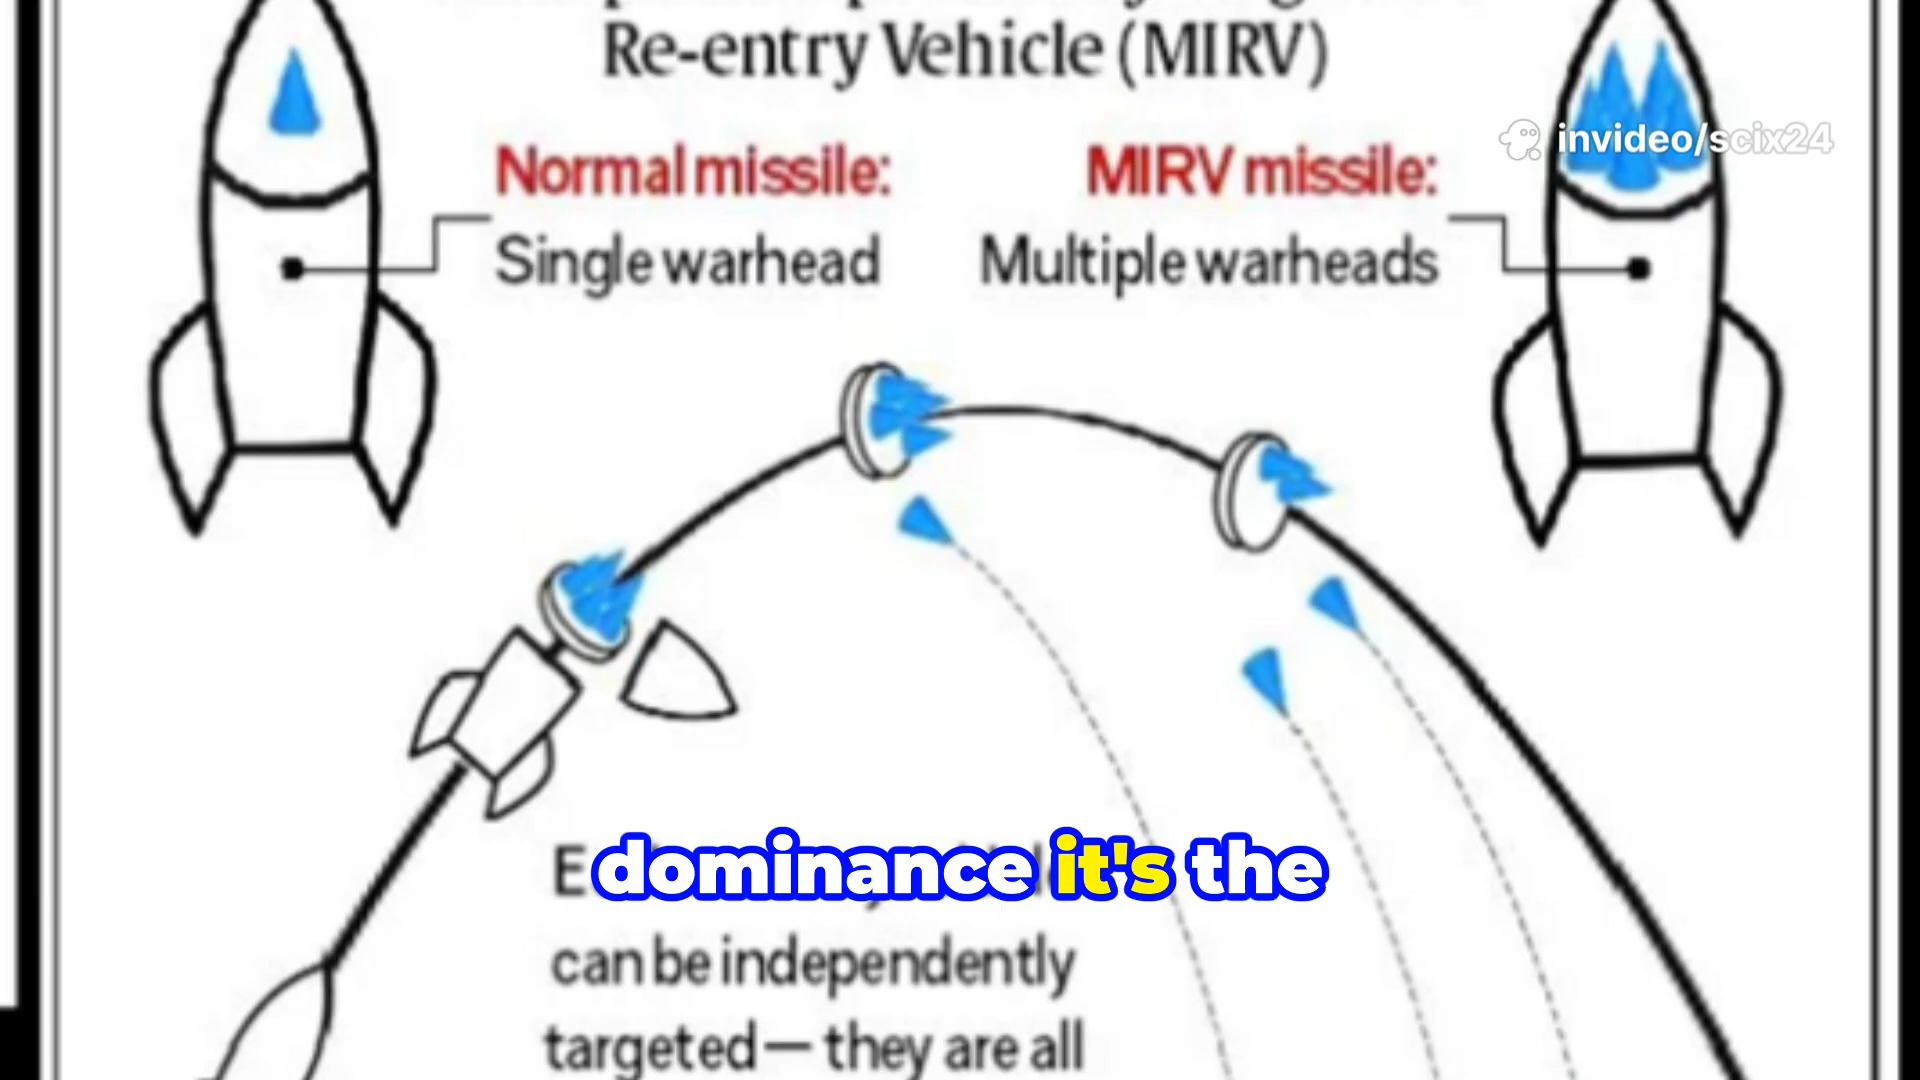 Re-entry Vehicle (MIRV)
invideo/scix24
Normal missile:
Single warhead
MIRV missile:
Multiple warheads
dominance it's the
can be independently
targeted— they are all